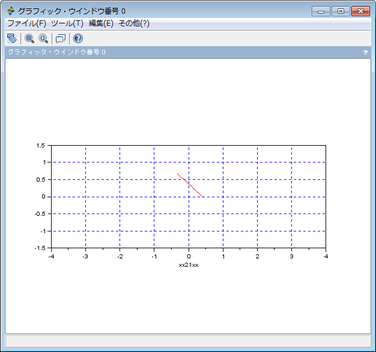 グラフィック・ウインドウ番号 0
ファイル(F) ツール(T) 編集(E) その他(?)
グラフィック・ウインドウ番号 0 ?
1.5
1
0.5
0
-0.5
-1
-1.5
-4 -3 -2 -1 0 1 2 3 4
xx21xx